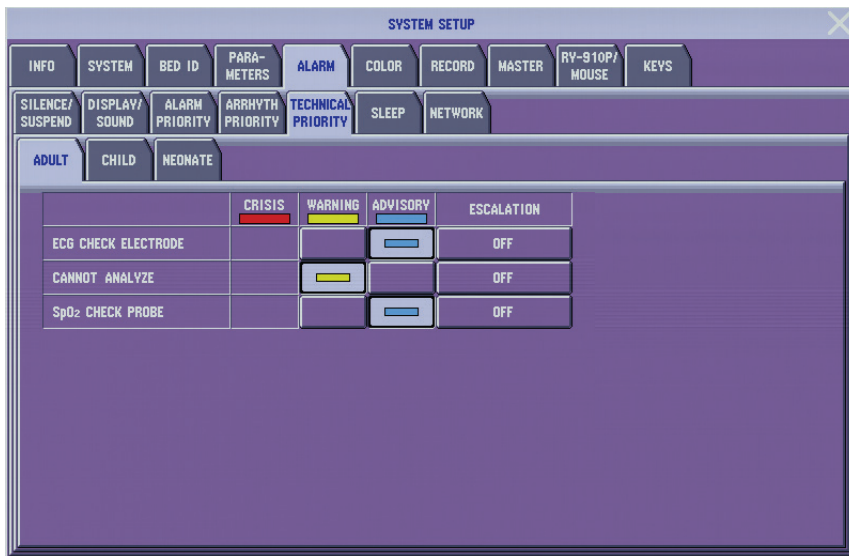 SYSTEM SETUP
INFO SYSTEM BED ID PARA-
METERS ALARM COLOR RECORD MASTER RY-910P/
MOUSE KEYS
SILENCE/
SUSPEND DISPLAY/
SOUND ALARM
PRIORITY ARRHYTH
PRIORITY TECHNICAL
PRIORITY SLEEP NETWORK
ADULT CHILD NEONATE
CRISIS WARNING ADVISORY ESCALATION
ECG CHECK ELECTRODE OFF
CANNOT ANALYZE OFF
SpO₂ CHECK PROBE OFF